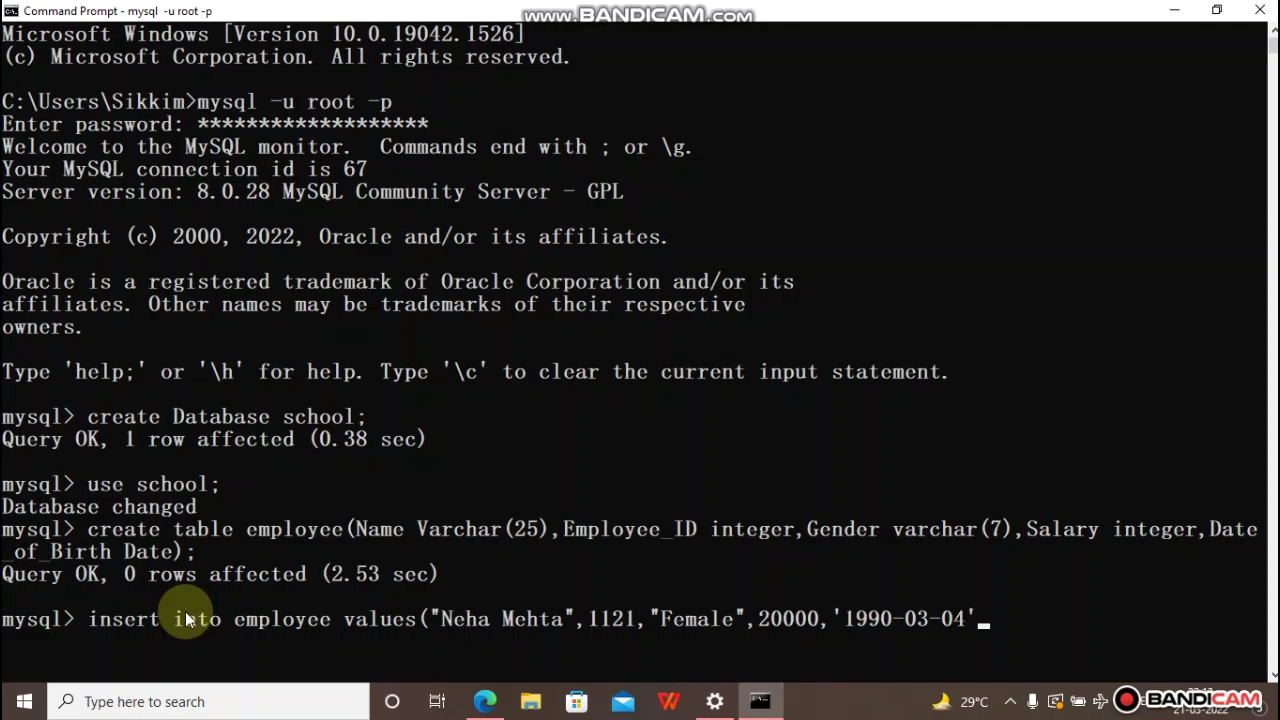 Command Prompt - mysql -u root -p
www.BANDICAM.com
Microsoft Windows [Version 10.0.19042.1526]
(c) Microsoft Corporation. All rights reserved.
C:\Users\Sikkim>mysql -u root -p
Enter password: *******************
Welcome to the MySQL monitor.  Commands end with ; or \g.
Your MySQL connection id is 67
Server version: 8.0.28 MySQL Community Server - GPL
Copyright (c) 2000, 2022, Oracle and/or its affiliates.
Oracle is a registered trademark of Oracle Corporation and/or its
affiliates. Other names may be trademarks of their respective
owners.
Type 'help;' or '\h' for help. Type '\c' to clear the current input statement.
mysql> create Database school;
Query OK, 1 row affected (0.38 sec)
mysql> use school;
Database changed
mysql> create table employee(Name Varchar(25),Employee_ID integer,Gender varchar(7),Salary integer,Date
_of_Birth Date);
Query OK, 0 rows affected (2.53 sec)
mysql> insert into employee values("Neha Mehta",1121,"Female",20000,'1990-03-04'_
Type here to search
29°C
BANDICAM
21-03-2022